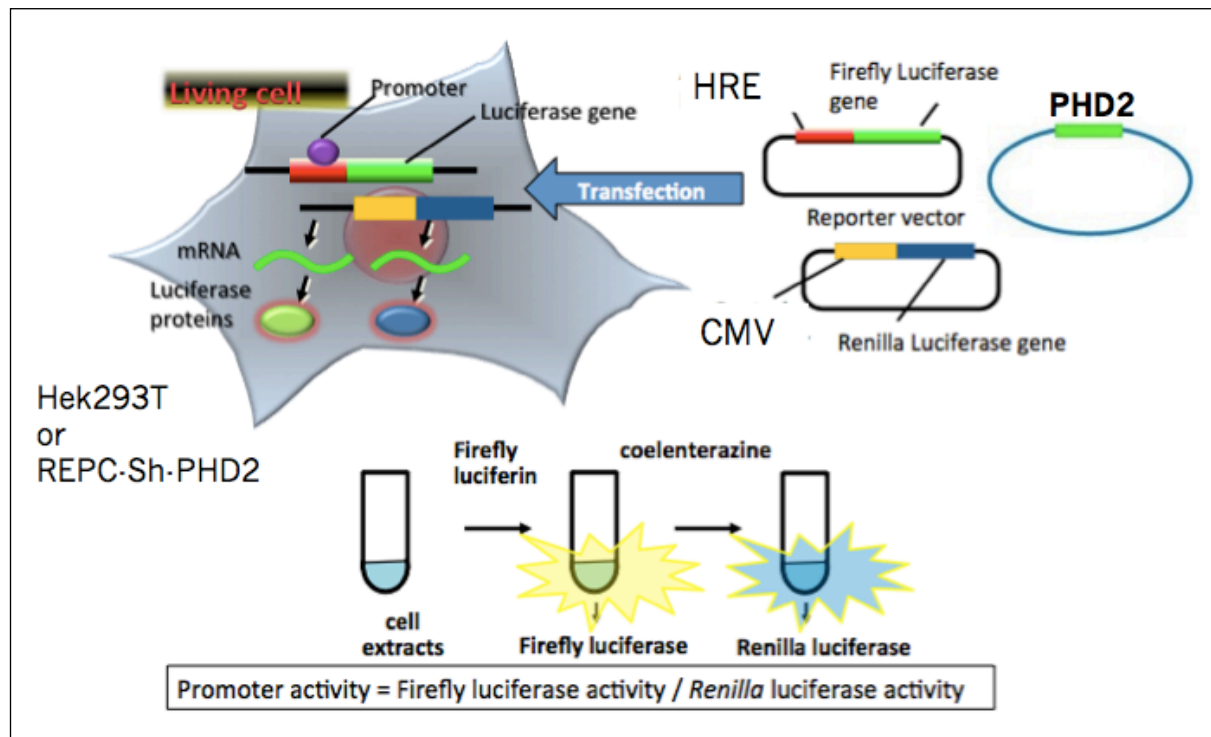 Living cell
Promoter
Luciferase gene
mRNA
Luciferase
proteins
Transfection
HRE
Firefly Luciferase
gene
PHD2
Reporter vector
CMV
Renilla Luciferase gene
Hek293T
or
REPC-Sh-PHD2
Firefly
luciferin
coelenterazine
cell
extracts
Firefly luciferase
Renilla luciferase
Promoter activity = Firefly luciferase activity / Renilla luciferase activity